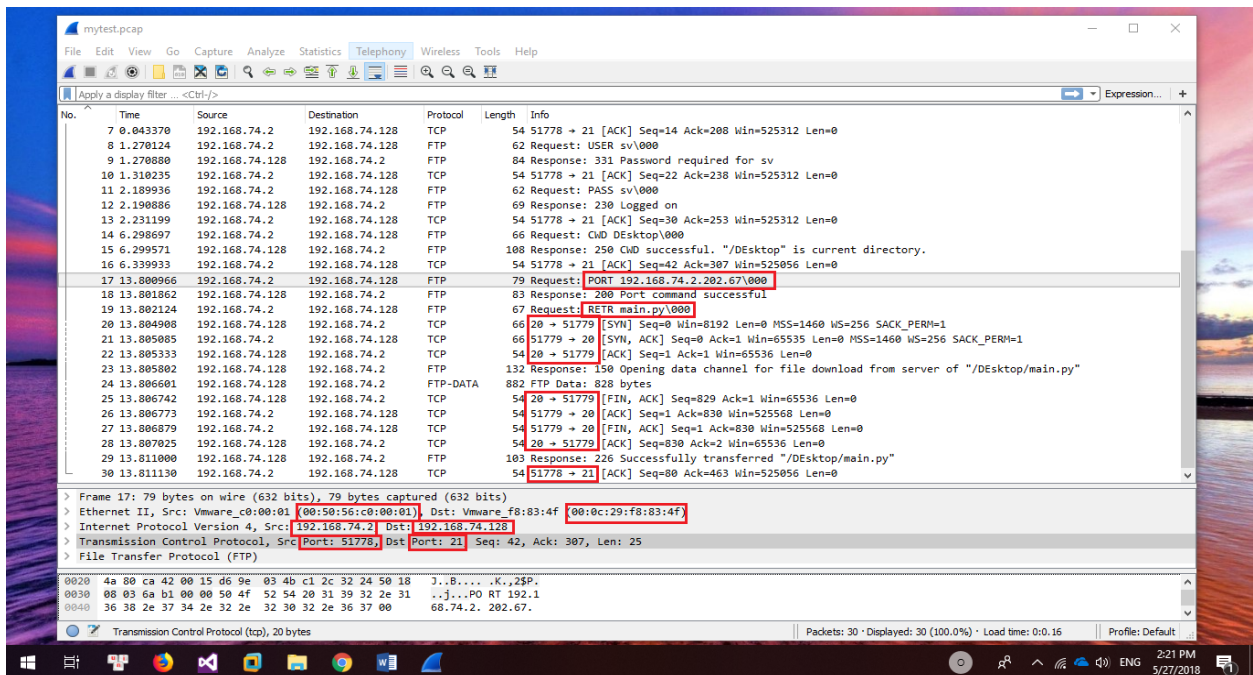 mytest.pcap
File Edit View Go Capture Analyze Statistics Telephony Wireless Tools Help
Apply a display filter ... <Ctrl-/> Expression... +
No. Time Source Destination Protocol Length Info
7 0.043370 192.168.74.2 192.168.74.128 TCP 54 51778 → 21 [ACK] Seq=14 Ack=208 Win=525312 Len=0
8 1.270124 192.168.74.2 192.168.74.128 FTP 62 Request: USER sv\000
9 1.270880 192.168.74.128 192.168.74.2 FTP 84 Response: 331 Password required for sv
10 1.310235 192.168.74.2 192.168.74.128 TCP 54 51778 → 21 [ACK] Seq=22 Ack=238 Win=525312 Len=0
11 2.189936 192.168.74.2 192.168.74.128 FTP 62 Request: PASS sv\000
12 2.190886 192.168.74.128 192.168.74.2 FTP 69 Response: 230 Logged on
13 2.231199 192.168.74.2 192.168.74.128 TCP 54 51778 → 21 [ACK] Seq=30 Ack=253 Win=525312 Len=0
14 6.298697 192.168.74.2 192.168.74.128 FTP 66 Request: CWD DEsktop\000
15 6.299571 192.168.74.128 192.168.74.2 FTP 108 Response: 250 CWD successful. "/DEsktop" is current directory.
16 6.339933 192.168.74.2 192.168.74.128 TCP 54 51778 → 21 [ACK] Seq=42 Ack=307 Win=525056 Len=0
17 13.800966 192.168.74.2 192.168.74.128 FTP 79 Request: PORT 192.168.74.2.202.67\000
18 13.801862 192.168.74.128 192.168.74.2 FTP 83 Response: 200 Port command successful
19 13.802124 192.168.74.2 192.168.74.128 FTP 67 Request: RETR main.py\000
20 13.804908 192.168.74.128 192.168.74.2 TCP 66 20 → 51779 [SYN] Seq=0 Win=8192 Len=0 MSS=1460 WS=256 SACK_PERM=1
21 13.805085 192.168.74.2 192.168.74.128 TCP 66 51779 → 20 [SYN, ACK] Seq=0 Ack=1 Win=65535 Len=0 MSS=1460 WS=256 SACK_PERM=1
22 13.805333 192.168.74.128 192.168.74.2 TCP 54 20 → 51779 [ACK] Seq=1 Ack=1 Win=65536 Len=0
23 13.805802 192.168.74.128 192.168.74.2 FTP 132 Response: 150 Opening data channel for file download from server of "/DEsktop/main.py"
24 13.806601 192.168.74.128 192.168.74.2 FTP-DATA 882 FTP Data: 828 bytes
25 13.806742 192.168.74.128 192.168.74.2 TCP 54 20 → 51779 [FIN, ACK] Seq=829 Ack=1 Win=65536 Len=0
26 13.806773 192.168.74.2 192.168.74.128 TCP 54 51779 → 20 [ACK] Seq=1 Ack=830 Win=525568 Len=0
27 13.806879 192.168.74.2 192.168.74.128 TCP 54 51779 → 20 [FIN, ACK] Seq=1 Ack=830 Win=525568 Len=0
28 13.807025 192.168.74.128 192.168.74.2 TCP 54 20 → 51779 [ACK] Seq=830 Ack=2 Win=65536 Len=0
29 13.811000 192.168.74.128 192.168.74.2 FTP 103 Response: 226 Successfully transferred "/DEsktop/main.py"
30 13.811130 192.168.74.2 192.168.74.128 TCP 54 51778 → 21 [ACK] Seq=80 Ack=463 Win=525056 Len=0
> Frame 17: 79 bytes on wire (632 bits), 79 bytes captured (632 bits)
> Ethernet II, Src: Vmware_c0:00:01 (00:50:56:c0:00:01), Dst: Vmware_f8:83:4f (00:0c:29:f8:83:4f)
> Internet Protocol Version 4, Src: 192.168.74.2, Dst: 192.168.74.128
> Transmission Control Protocol, Src Port: 51778, Dst Port: 21, Seq: 42, Ack: 307, Len: 25
> File Transfer Protocol (FTP)
0020 4a 80 ca 42 00 15 d6 9e 03 4b c1 2c 32 24 50 18 J..B.... .K.,2$P.
0030 08 03 6a b1 00 00 50 4f 52 54 20 31 39 32 2e 31 ..j...PO RT 192.1
0040 36 38 2e 37 34 2e 32 2e 32 30 32 2e 36 37 00 68.74.2. 202.67.
Transmission Control Protocol (tcp), 20 bytes Packets: 30 · Displayed: 30 (100.0%) · Load time: 0:0.16 Profile: Default
ENG 2:21 PM
5/27/2018